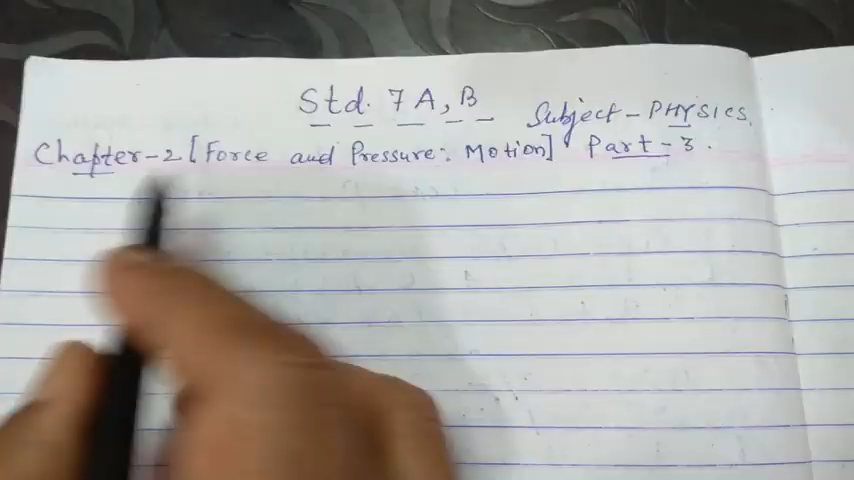 Std. 7 A, B
Subject - PHYSICS.
Chapter-2 [Force and Pressure: Motion] Part-3.